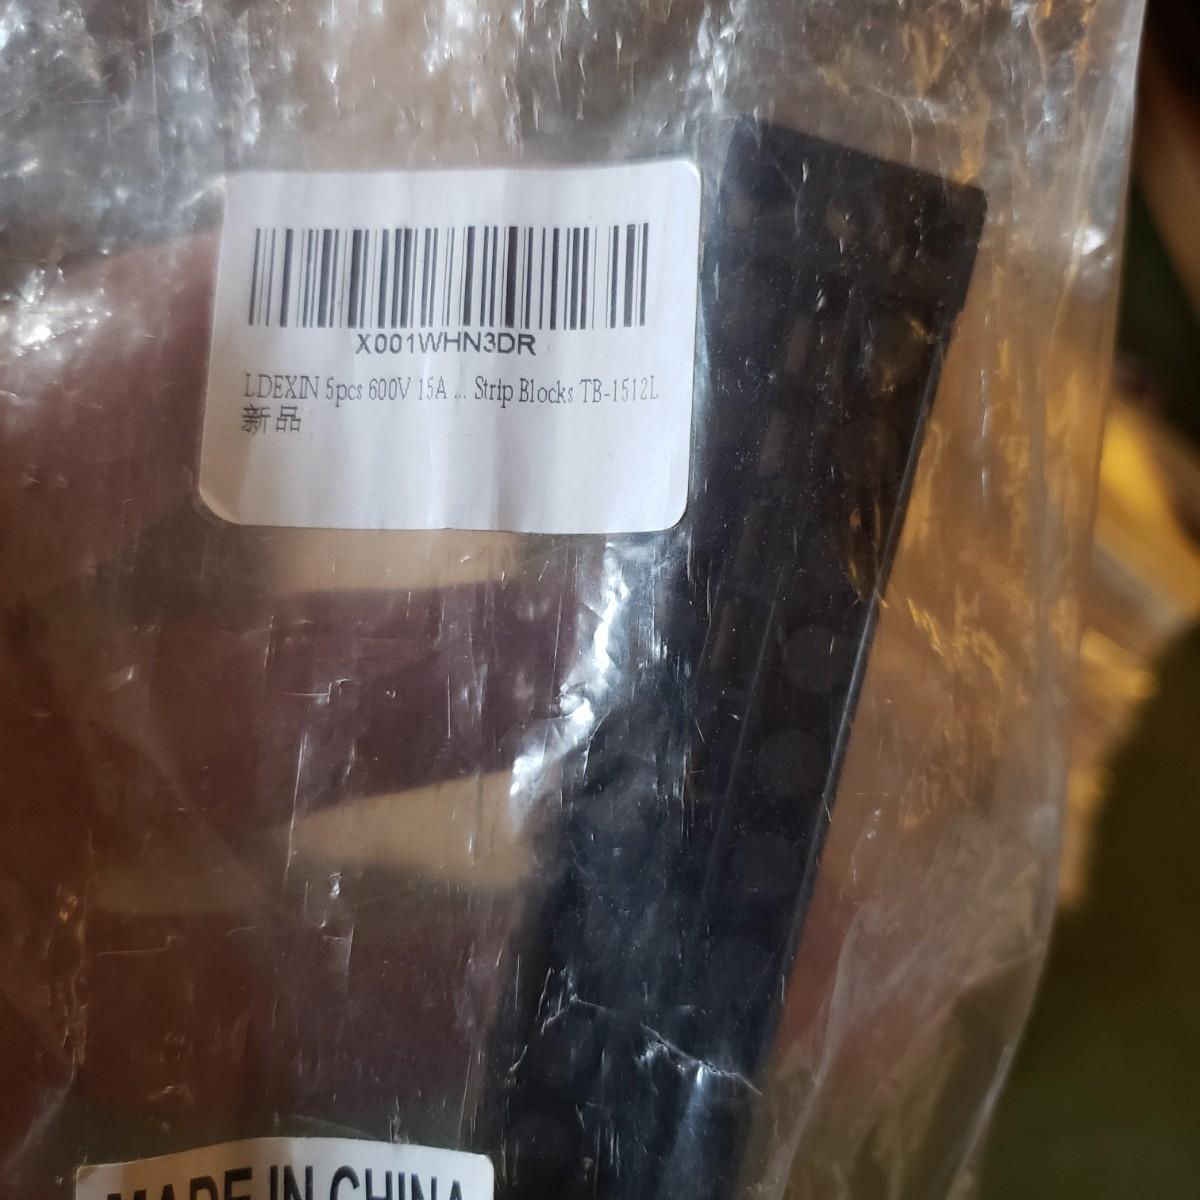 X001WHN3DR
LDEXIN 5pcs 600V 15A ... Strip Blocks TB-1512L
新品
MADE IN CHINA